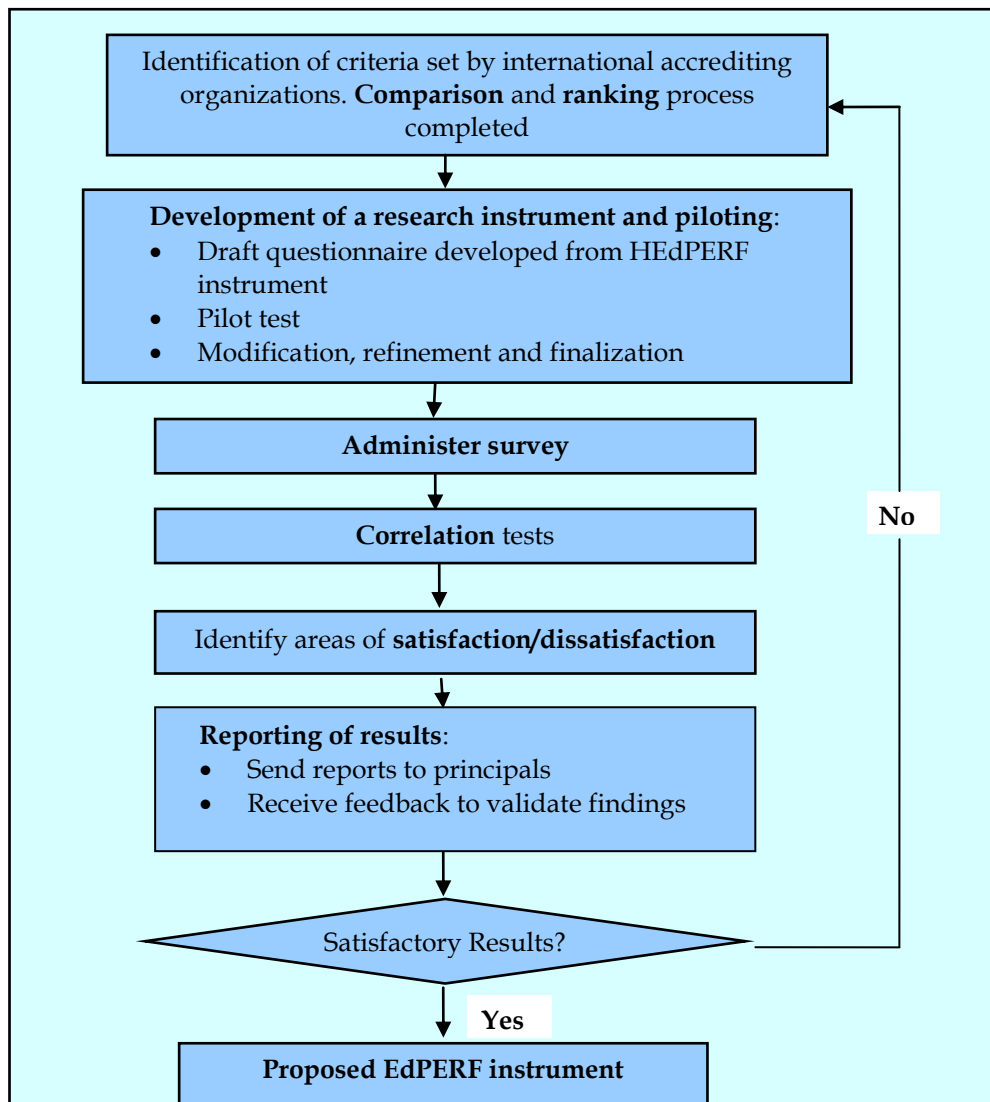 Identification of criteria set by international accrediting
organizations. Comparison and ranking process
completed
Development of a research instrument and piloting:
• Draft questionnaire developed from HEdPERF
instrument
• Pilot test
• Modification, refinement and finalization
Administer survey
Correlation tests
Identify areas of satisfaction/dissatisfaction
Reporting of results:
• Send reports to principals
• Receive feedback to validate findings
Satisfactory Results?
No
Yes
Proposed EdPERF instrument